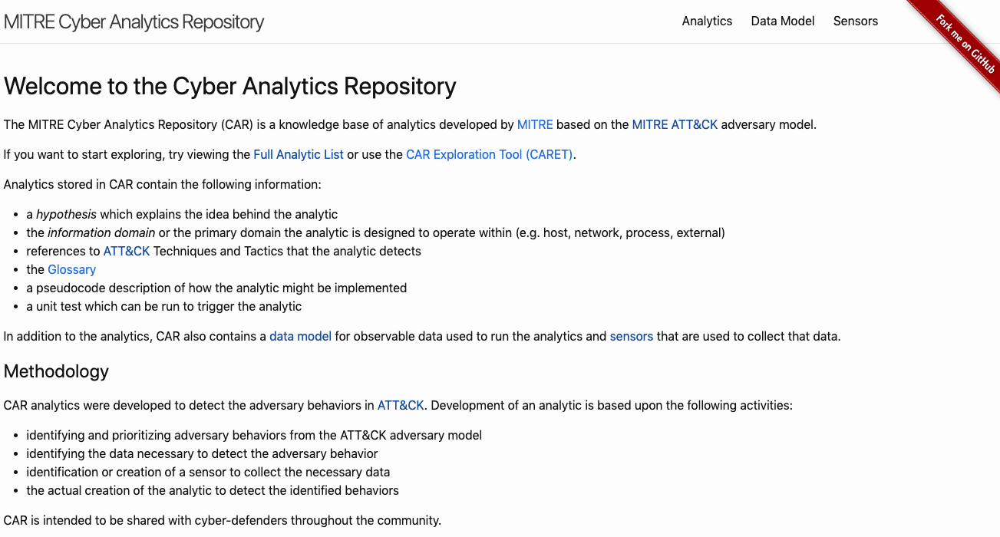 MITRE Cyber Analytics Repository
Analytics Data Model Sensors
Fork me on GitHub
Welcome to the Cyber Analytics Repository
The MITRE Cyber Analytics Repository (CAR) is a knowledge base of analytics developed by MITRE based on the MITRE ATT&CK adversary model.
If you want to start exploring, try viewing the Full Analytic List or use the CAR Exploration Tool (CARET).
Analytics stored in CAR contain the following information:
• a hypothesis which explains the idea behind the analytic
• the information domain or the primary domain the analytic is designed to operate within (e.g. host, network, process, external)
• references to ATT&CK Techniques and Tactics that the analytic detects
• the Glossary
• a pseudocode description of how the analytic might be implemented
• a unit test which can be run to trigger the analytic
In addition to the analytics, CAR also contains a data model for observable data used to run the analytics and sensors that are used to collect that data.
Methodology
CAR analytics were developed to detect the adversary behaviors in ATT&CK. Development of an analytic is based upon the following activities:
• identifying and prioritizing adversary behaviors from the ATT&CK adversary model
• identifying the data necessary to detect the adversary behavior
• identification or creation of a sensor to collect the necessary data
• the actual creation of the analytic to detect the identified behaviors
CAR is intended to be shared with cyber-defenders throughout the community.